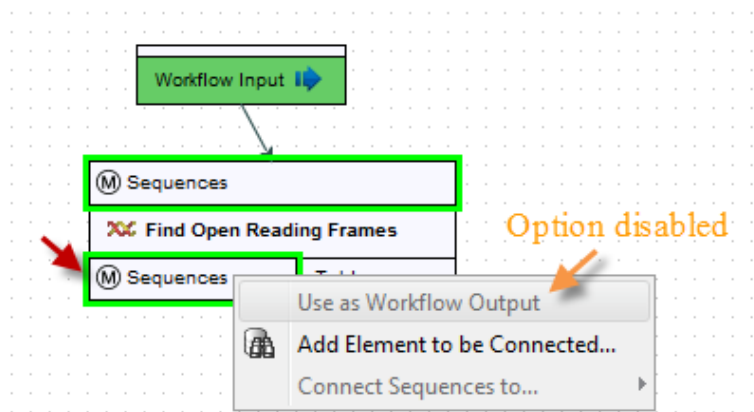 Workflow Input
M Sequences
Find Open Reading Frames
Option disabled
M Sequences
Use as Workflow Output
Add Element to be Connected...
Connect Sequences to...